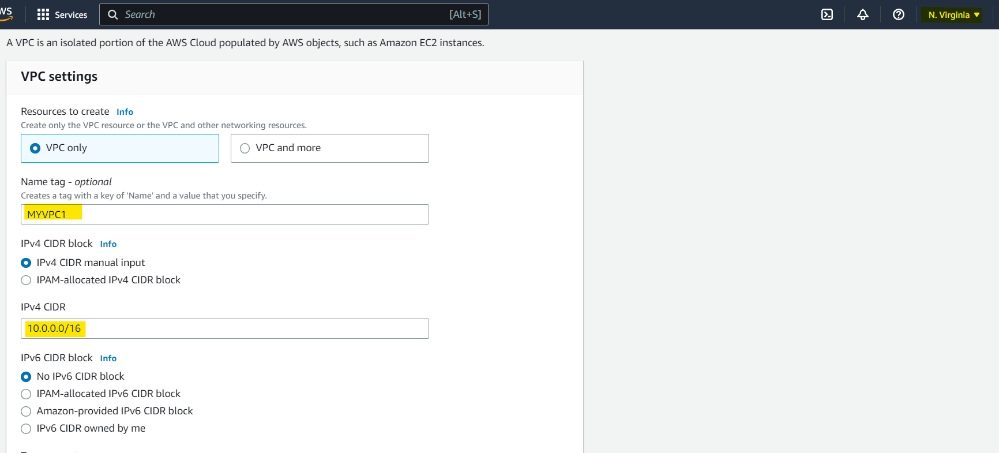 WS Services Search [Alt+S] N. Virginia
A VPC is an isolated portion of the AWS Cloud populated by AWS objects, such as Amazon EC2 instances.
VPC settings
Resources to create Info
Create only the VPC resource or the VPC and other networking resources.
VPC only VPC and more
Name tag - optional
Creates a tag with a key of 'Name' and a value that you specify.
MYVPC1
IPv4 CIDR block Info
IPv4 CIDR manual input
IPAM-allocated IPv4 CIDR block
IPv4 CIDR
10.0.0.0/16
IPv6 CIDR block Info
No IPv6 CIDR block
IPAM-allocated IPv6 CIDR block
Amazon-provided IPv6 CIDR block
IPv6 CIDR owned by me